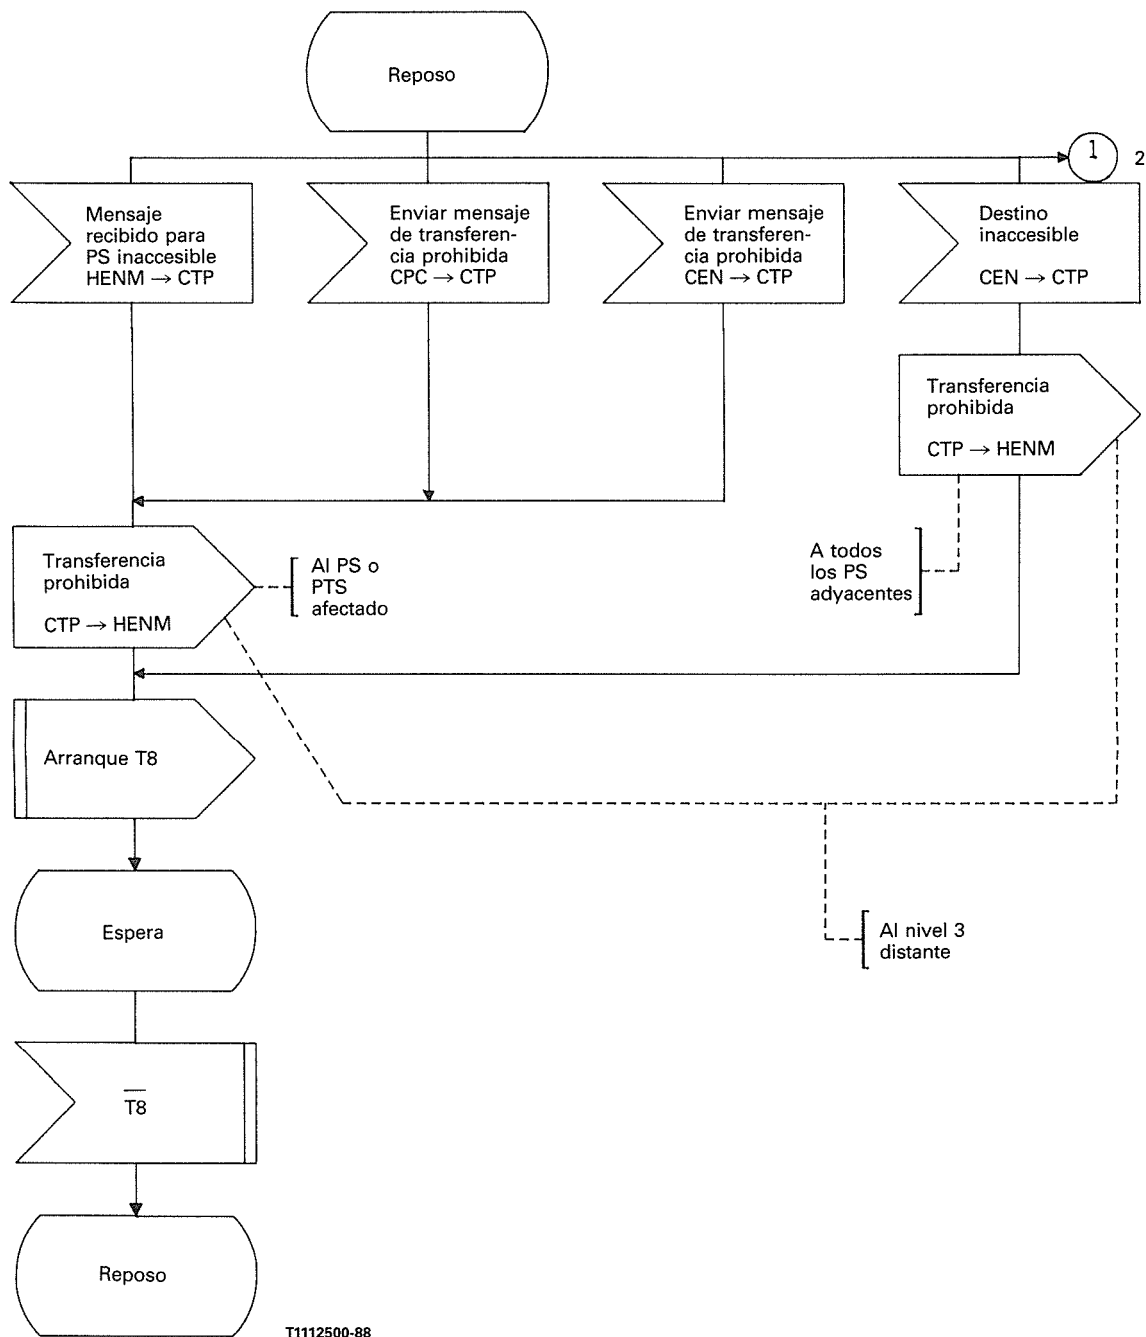 Reposo
1
2
Mensaje
recibido para
PS inaccesible
HENM → CTP
Enviar mensaje
de transferen-
cia prohibida
CPC → CTP
Enviar mensaje
de transferen-
cia prohibida
CEN → CTP
Destino
inaccesible
CEN → CTP
Transferencia
prohibida
CTP → HENM
Transferencia
prohibida
CTP → HENM
Al PS o
PTS
afectado
A todos
los PS
adyacentes
Arranque T8
Espera
Al nivel 3
distante
T̅8̅
Reposo
T1112500-88